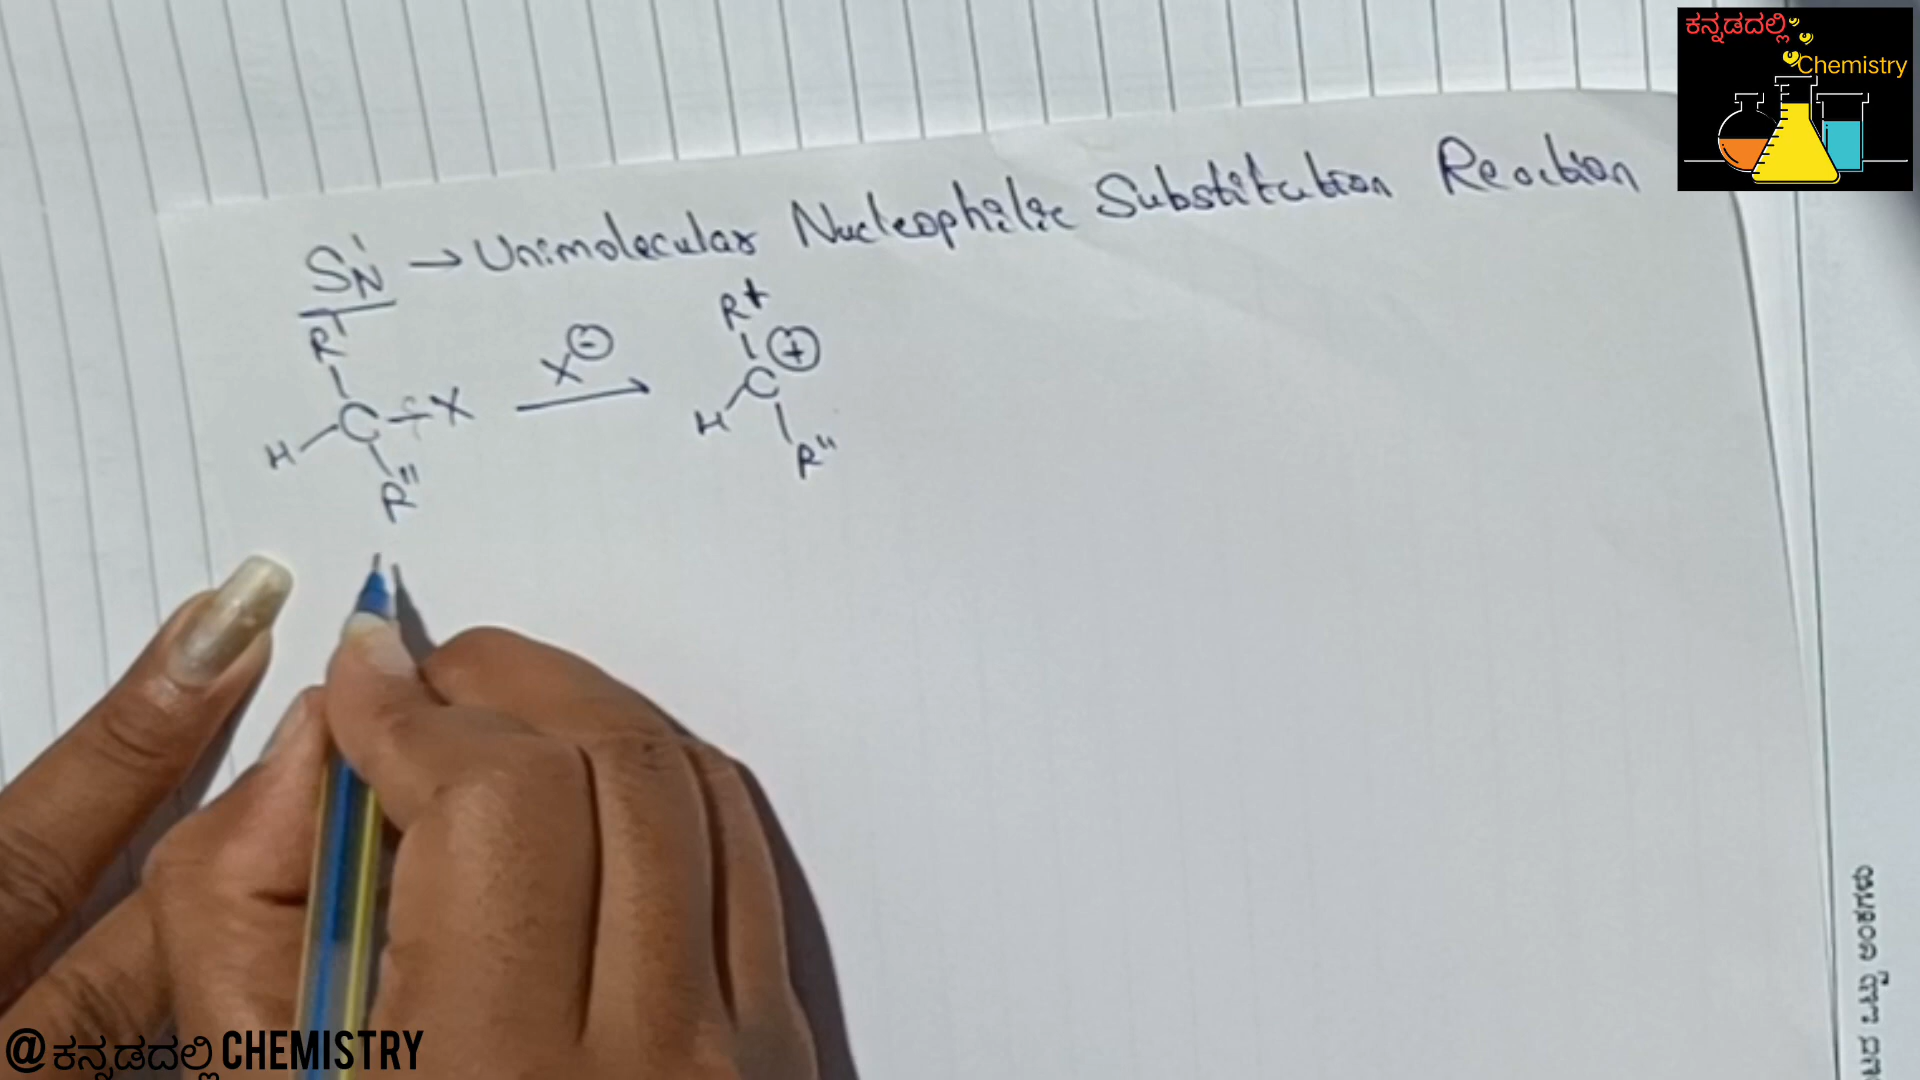 ಕನ್ನಡದಲ್ಲಿ
Chemistry
SN¹ → Unimolecular Nucleophilic Substitution Reaction
R'
H C X
R"
X⊖
R'
H C ⊕
R"
@ಕನ್ನಡದಲ್ಲಿ CHEMISTRY